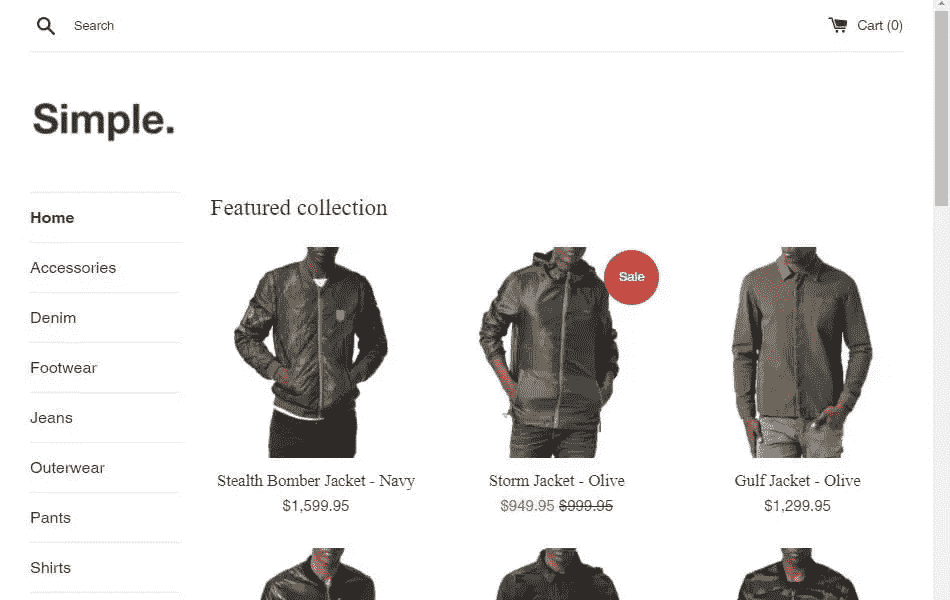 Search
Cart (0)
Simple.
Home
Accessories
Denim
Footwear
Jeans
Outerwear
Pants
Shirts
Featured collection
Sale
Stealth Bomber Jacket - Navy
$1,599.95
Storm Jacket - Olive
$949.95 $999.95
Gulf Jacket - Olive
$1,299.95